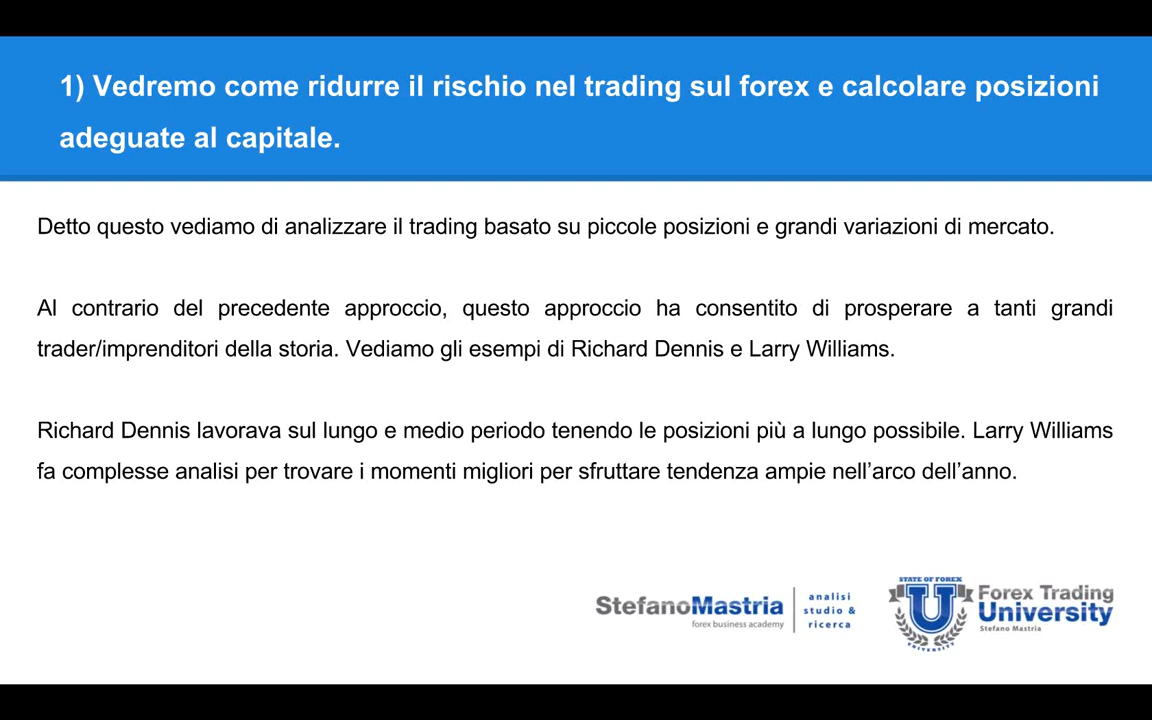 1) Vedremo come ridurre il rischio nel trading sul forex e calcolare posizioni
adeguate al capitale.
Detto questo vediamo di analizzare il trading basato su piccole posizioni e grandi variazioni di mercato.
Al contrario del precedente approccio, questo approccio ha consentito di prosperare a tanti grandi
trader/imprenditori della storia. Vediamo gli esempi di Richard Dennis e Larry Williams.
Richard Dennis lavorava sul lungo e medio periodo tenendo le posizioni più a lungo possibile. Larry Williams
fa complesse analisi per trovare i momenti migliori per sfruttare tendenza ampie nell'arco dell'anno.
StefanoMastria
forex business academy
analisi
studio &
ricerca
STATE OF FOREX
U
UNIVERSITY
Forex Trading
University
Stefano Mastria